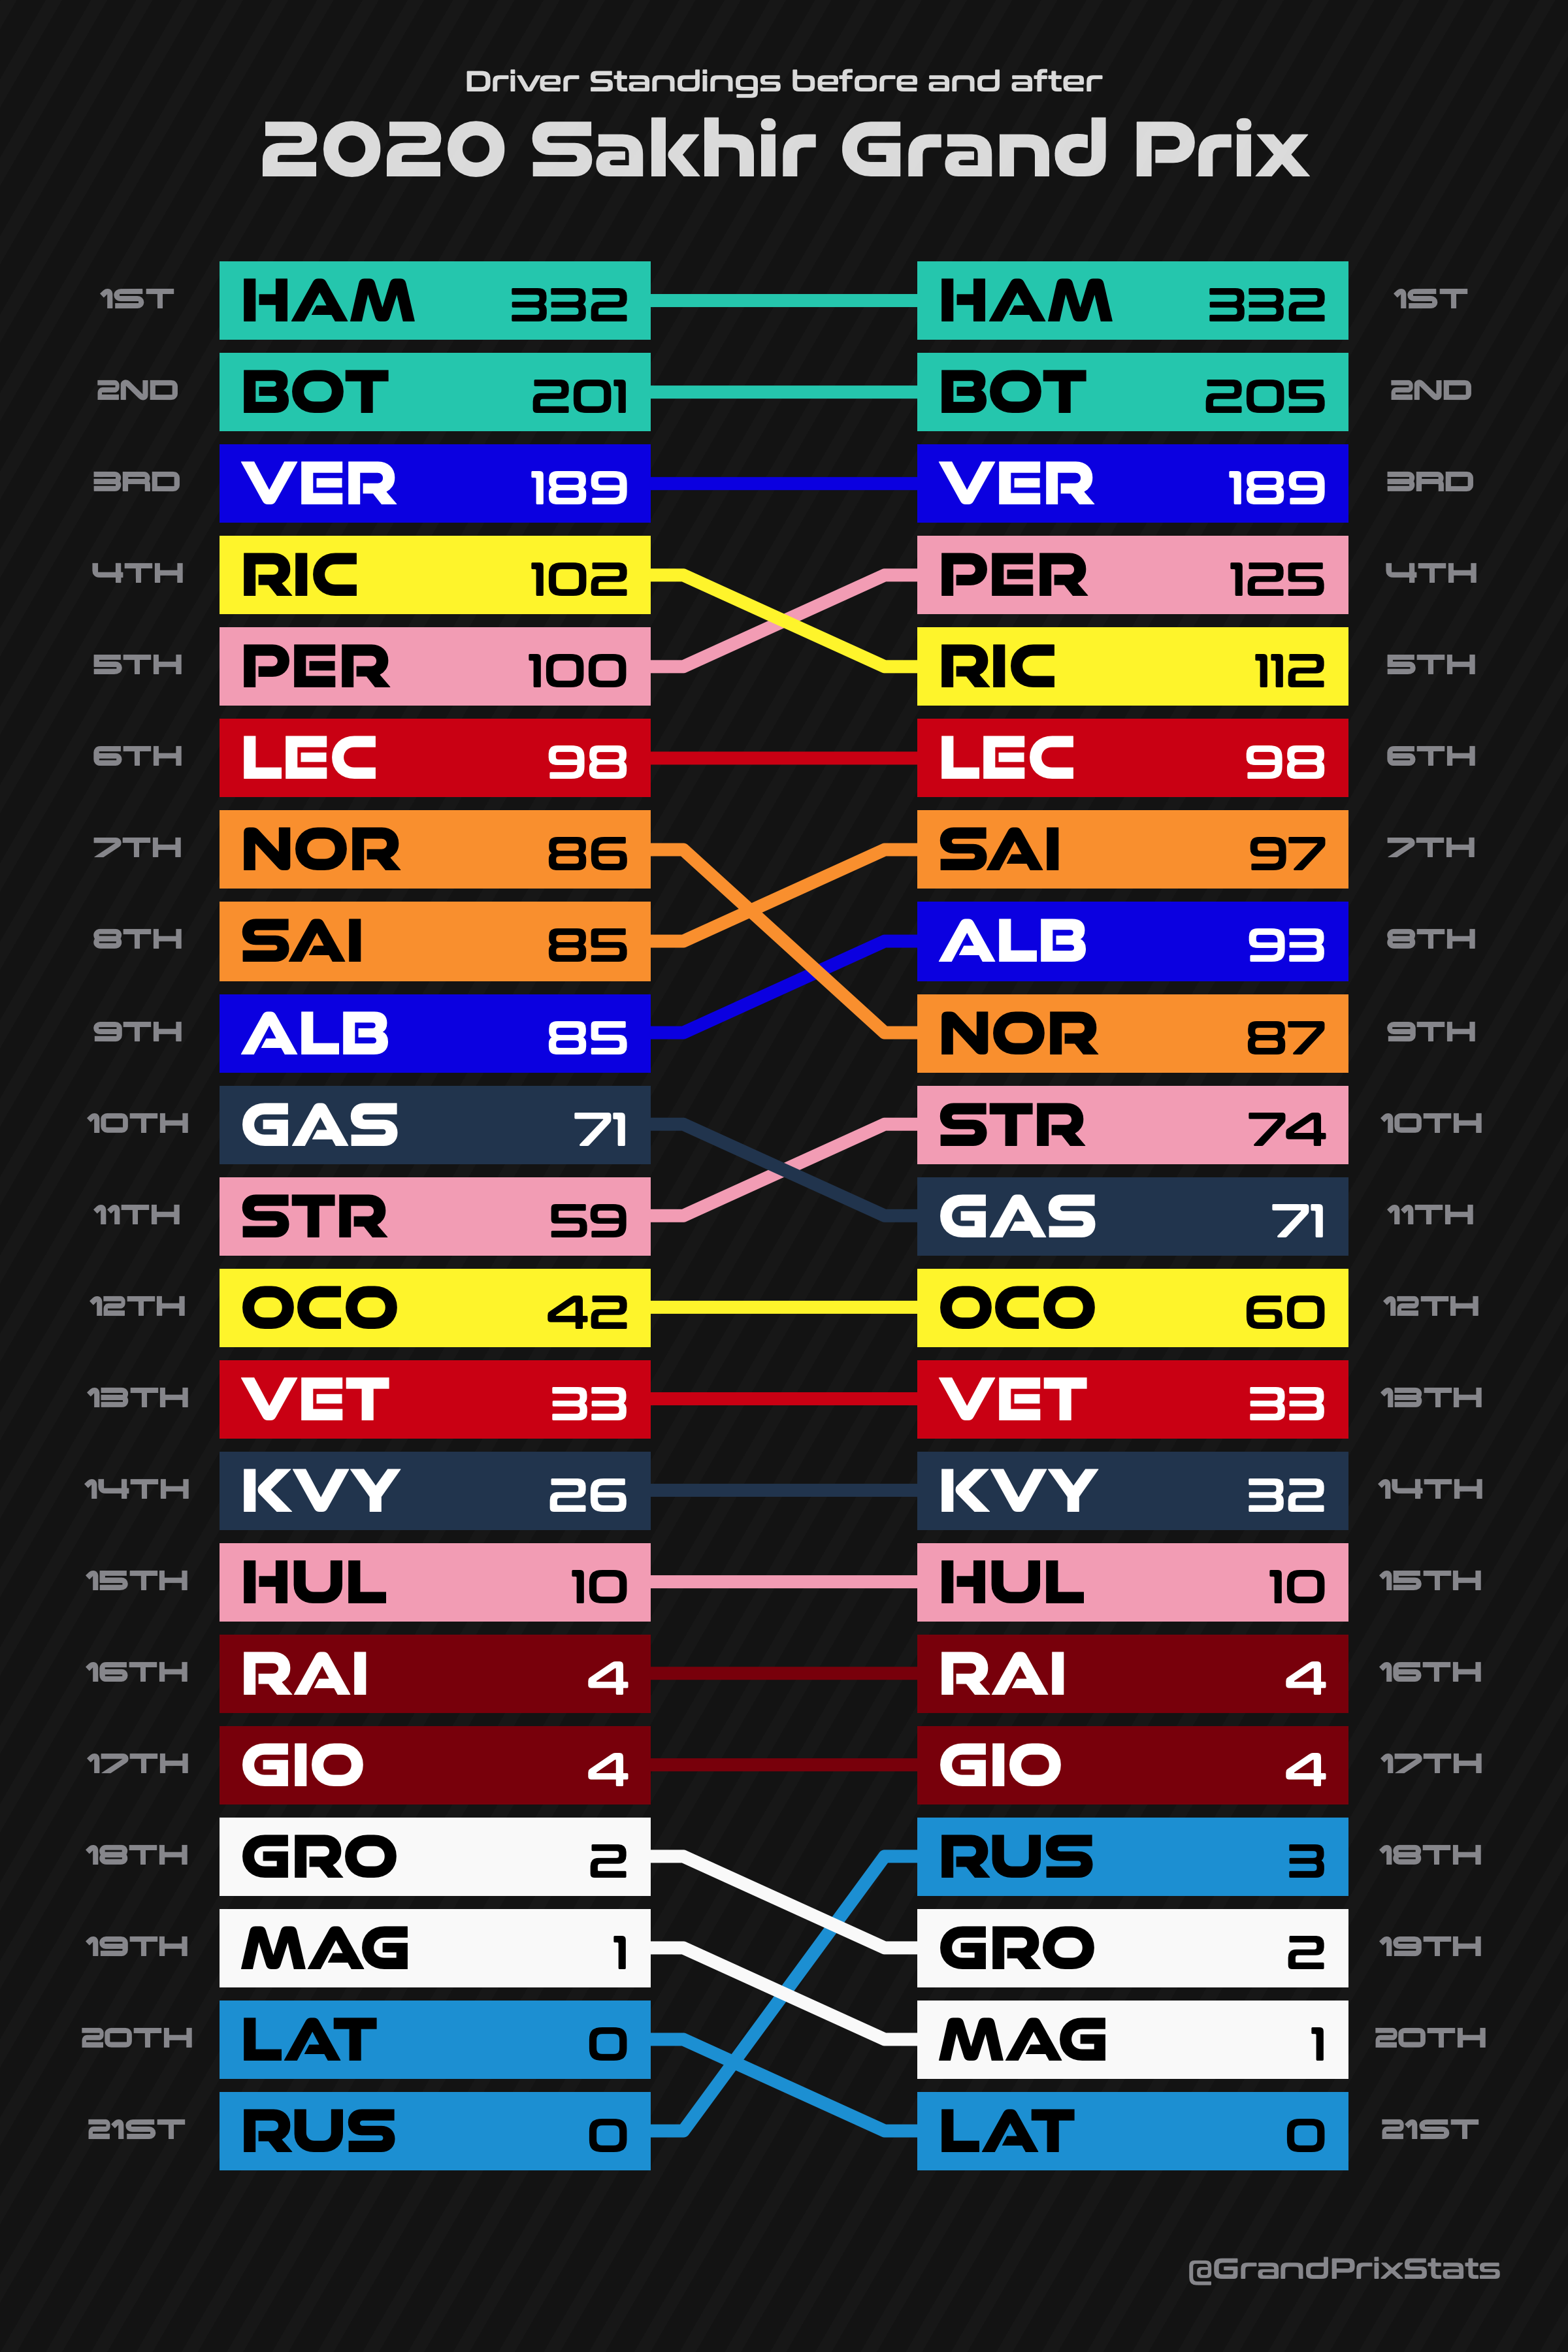 Driver Standings before and after
2020 Sakhir Grand Prix
1ST HAM 332 HAM 332 1ST
2ND BOT 201 BOT 205 2ND
3RD VER 189 VER 189 3RD
4TH RIC 102 PER 125 4TH
5TH PER 100 RIC 112 5TH
6TH LEC 98 LEC 98 6TH
7TH NOR 86 SAI 97 7TH
8TH SAI 85 ALB 93 8TH
9TH ALB 85 NOR 87 9TH
10TH GAS 71 STR 74 10TH
11TH STR 59 GAS 71 11TH
12TH OCO 42 OCO 60 12TH
13TH VET 33 VET 33 13TH
14TH KVY 26 KVY 32 14TH
15TH HUL 10 HUL 10 15TH
16TH RAI 4 RAI 4 16TH
17TH GIO 4 GIO 4 17TH
18TH GRO 2 RUS 3 18TH
19TH MAG 1 GRO 2 19TH
20TH LAT 0 MAG 1 20TH
21ST RUS 0 LAT 0 21ST
@GrandPrixStats